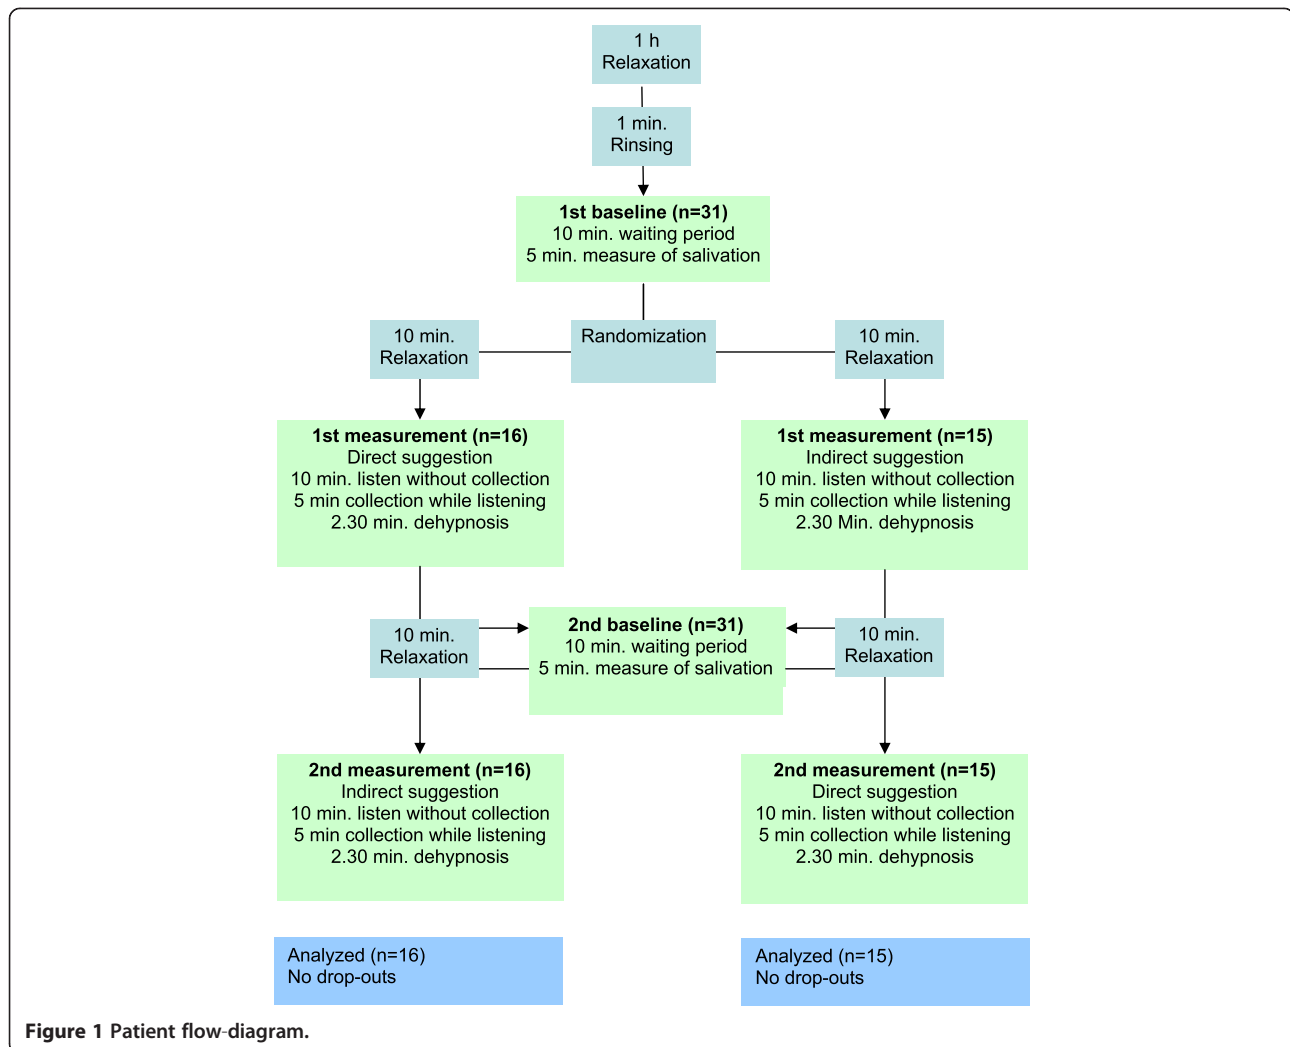 1 h
Relaxation
1 min.
Rinsing
1st baseline (n=31)
10 min. waiting period
5 min. measure of salivation
10 min.
Relaxation
Randomization
10 min.
Relaxation
1st measurement (n=16)
Direct suggestion
10 min. listen without collection
5 min collection while listening
2.30 min. dehypnosis
1st measurement (n=15)
Indirect suggestion
10 min. listen without collection
5 min collection while listening
2.30 Min. dehypnosis
10 min.
Relaxation
2nd baseline (n=31)
10 min. waiting period
5 min. measure of salivation
10 min.
Relaxation
2nd measurement (n=16)
Indirect suggestion
10 min. listen without collection
5 min collection while listening
2.30 min. dehypnosis
2nd measurement (n=15)
Direct suggestion
10 min. listen without collection
5 min collection while listening
2.30 min. dehypnosis
Analyzed (n=16)
No drop-outs
Analyzed (n=15)
No drop-outs
Figure 1 Patient flow-diagram.